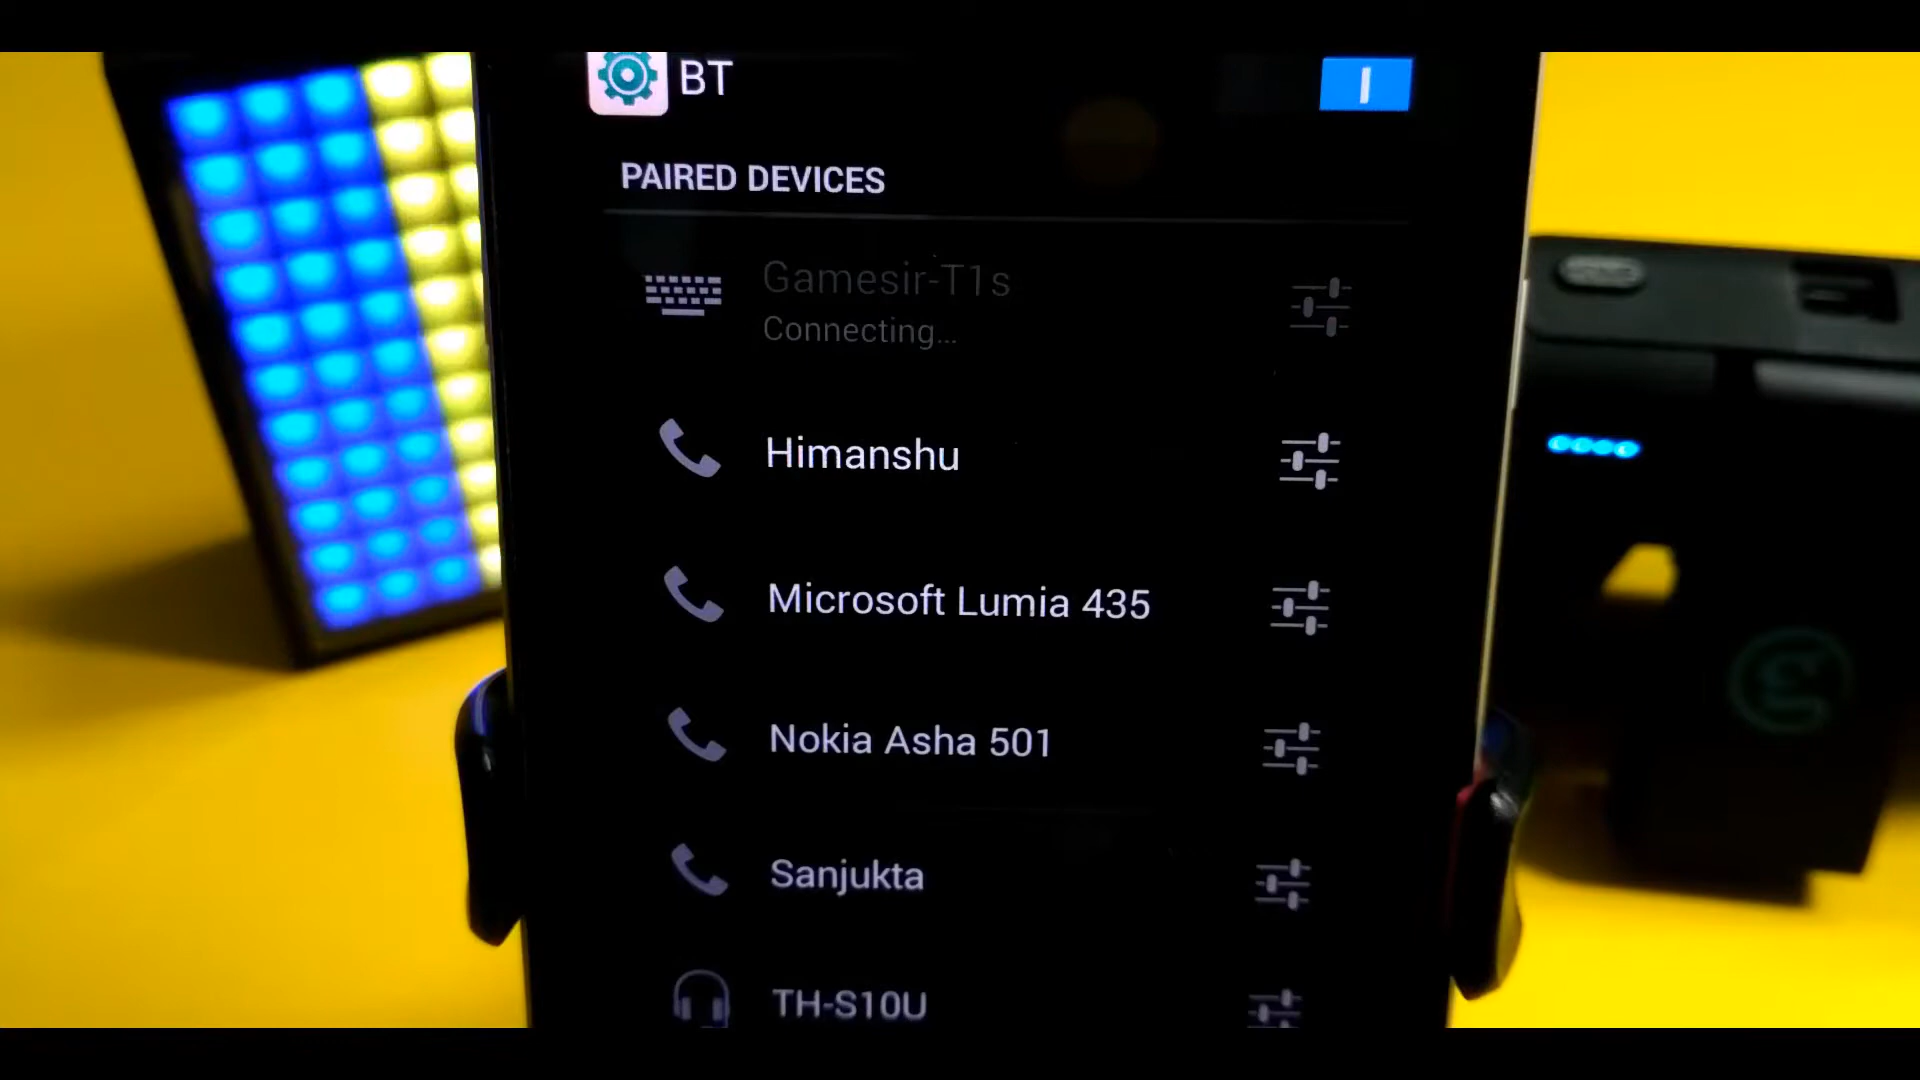 BT
PAIRED DEVICES
Gamesir-T1s
Connecting...
Himanshu
Microsoft Lumia 435
Nokia Asha 501
Sanjukta
TH-S10U